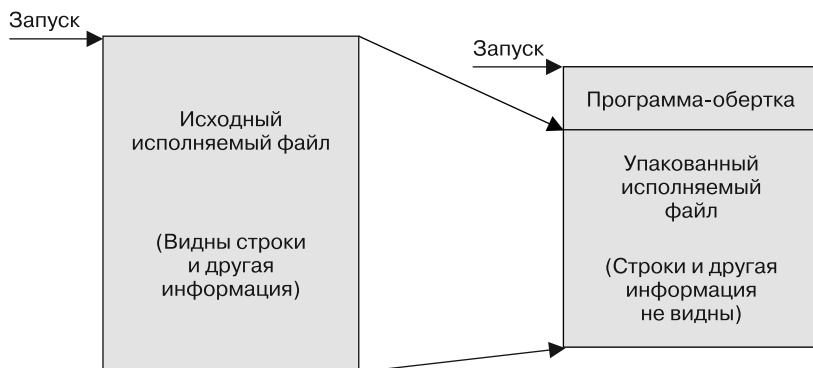 Запуск
Исходный
исполняемый файл
(Видны строки
и другая
информация)
Запуск
Программа-обертка
Упакованный
исполняемый
файл
(Строки и другая
информация
не видны)